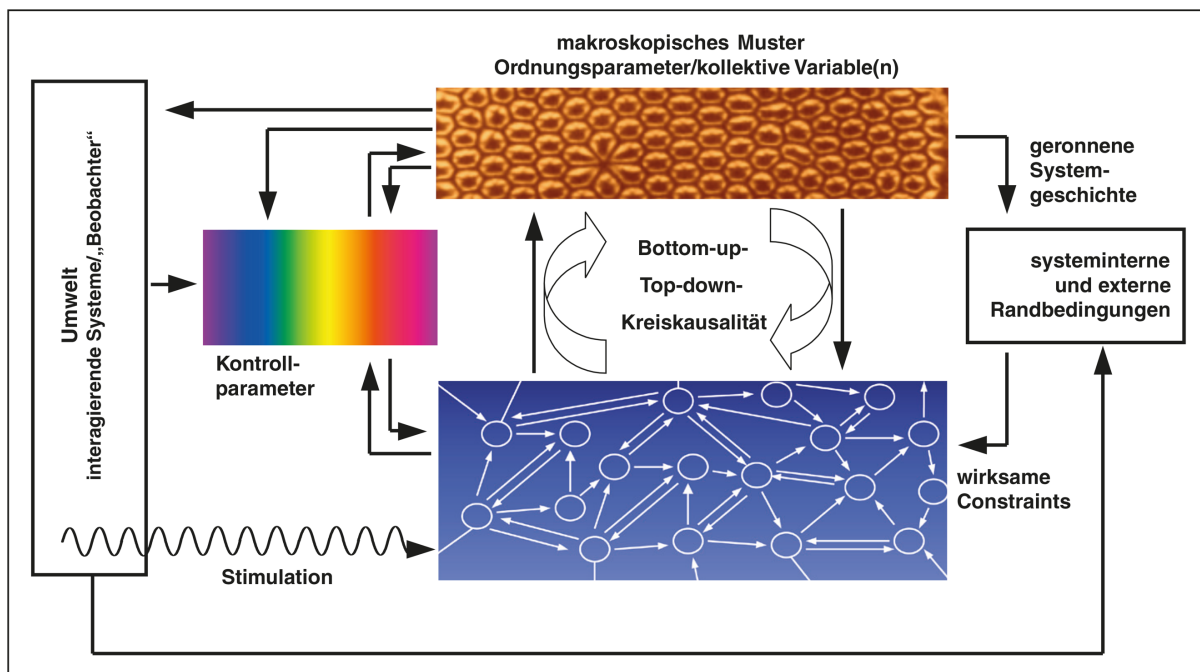 makroskopisches Muster
Ordnungsparameter/kollektive Variable(n)
Umwelt
interagierende Systeme/„Beobachter“
geronnene
System-
geschichte
Bottom-up-
Top-down-
Kreiskausalität
systeminterne
und externe
Randbedingungen
Kontroll-
parameter
wirksame
Constraints
Stimulation